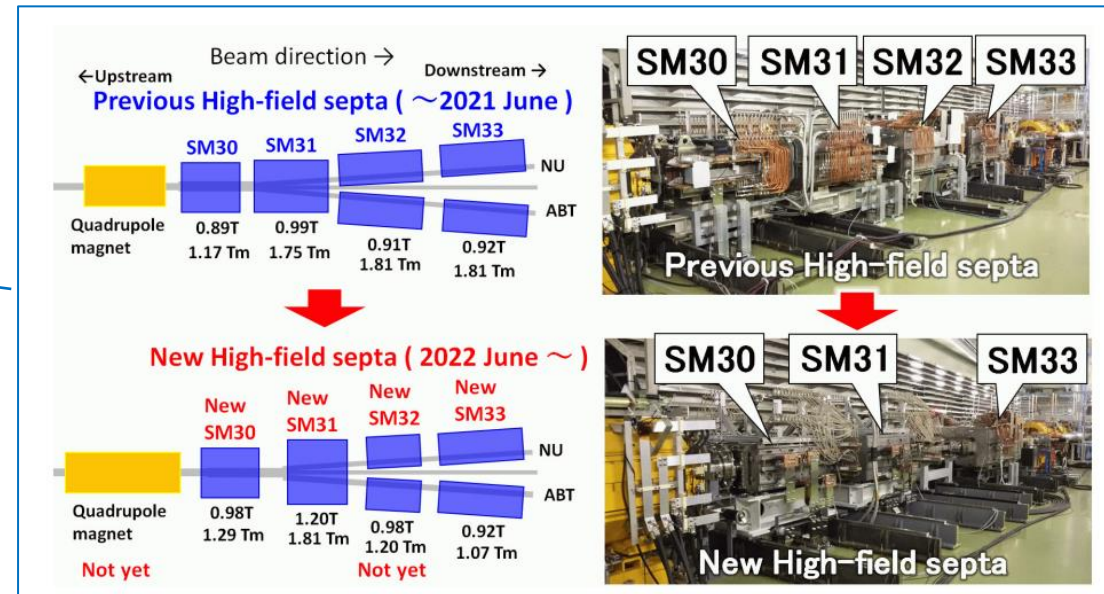 Beam direction →
←Upstream
Downstream →
Previous High-field septa ( ～2021 June )
SM30
SM31
SM32
SM33
NU
ABT
Quadrupole
magnet
0.89T
1.17 Tm
0.99T
1.75 Tm
0.91T
1.81 Tm
0.92T
1.81 Tm
New High-field septa ( 2022 June ～ )
New
SM30
New
SM31
New
SM32
New
SM33
NU
ABT
Quadrupole
magnet
0.98T
1.29 Tm
1.20T
1.81 Tm
0.98T
1.20 Tm
0.92T
1.07 Tm
Not yet
Not yet
SM30
SM31
SM32
SM33
Previous High-field septa
SM30
SM31
SM33
New High-field septa